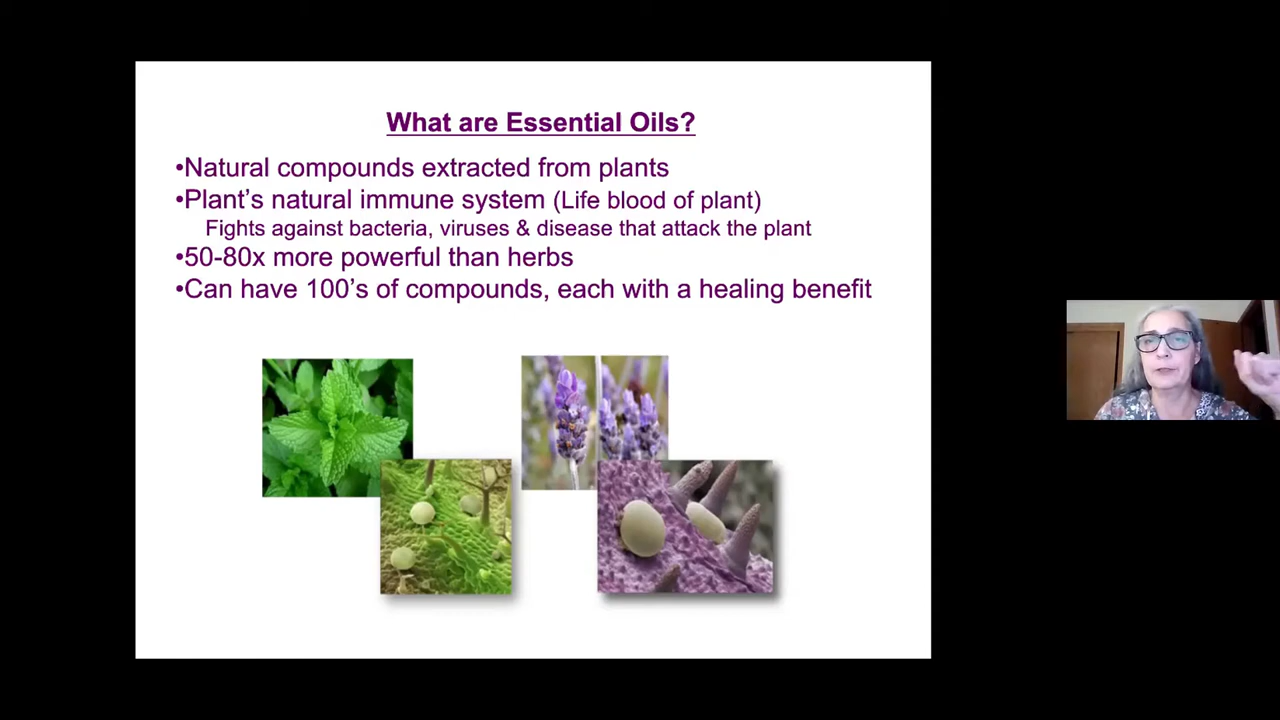 What are Essential Oils?
•Natural compounds extracted from plants
•Plant’s natural immune system (Life blood of plant)
Fights against bacteria, viruses & disease that attack the plant
•50-80x more powerful than herbs
•Can have 100’s of compounds, each with a healing benefit